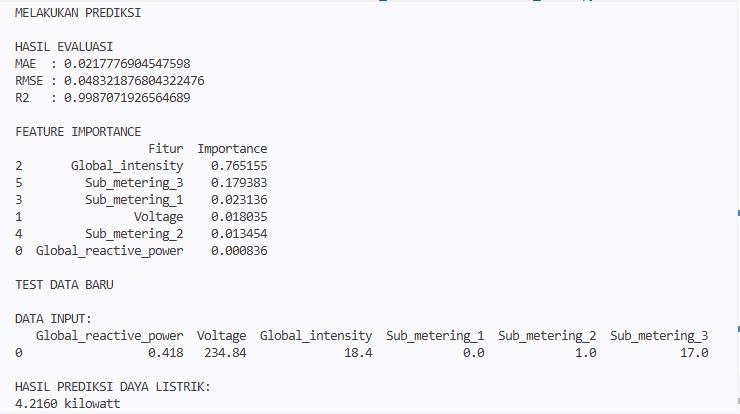 MELAKUKAN PREDIKSI
HASIL EVALUASI
MAE  : 0.0217776904547598
RMSE : 0.048321876804322476
R2   : 0.9987071926564689
FEATURE IMPORTANCE
Fitur  Importance
2       Global_intensity    0.765155
5         Sub_metering_3    0.179383
3         Sub_metering_1    0.023136
1                Voltage    0.018035
4         Sub_metering_2    0.013454
0  Global_reactive_power    0.000836
TEST DATA BARU
DATA INPUT:
Global_reactive_power  Voltage  Global_intensity  Sub_metering_1  Sub_metering_2  Sub_metering_3
0                  0.418   234.84              18.4             0.0             1.0            17.0
HASIL PREDIKSI DAYA LISTRIK:
4.2160 kilowatt